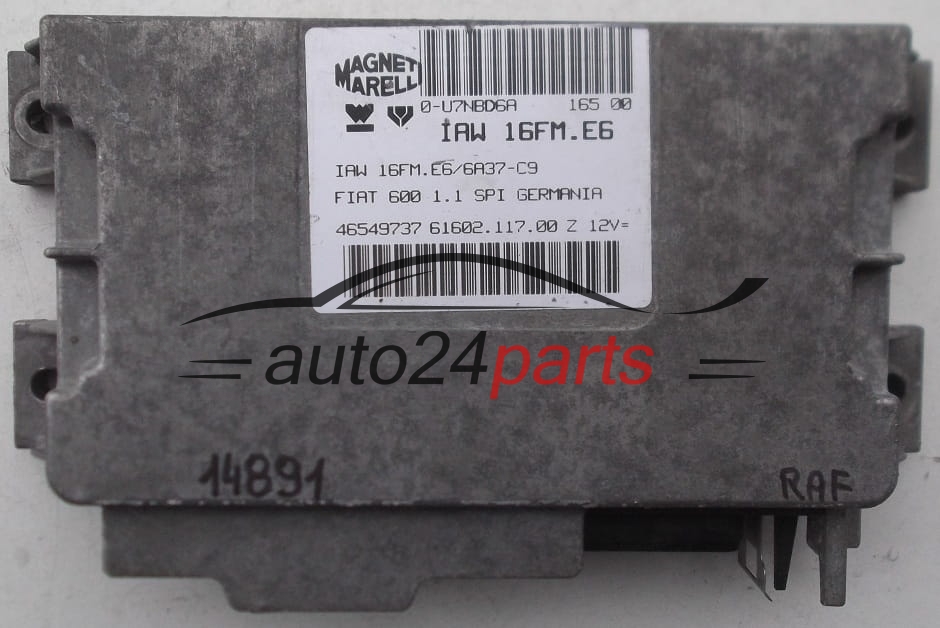 MAGNETI
MARELLI
0-U7NBD6A 165 00
IAW 16FM.E6
IAW 16FM.E6/6A37-C9
FIAT 600 1.1 SPI GERMANIA
46549737 61602.117.00 Z 12V=
auto24parts
14891
RAF